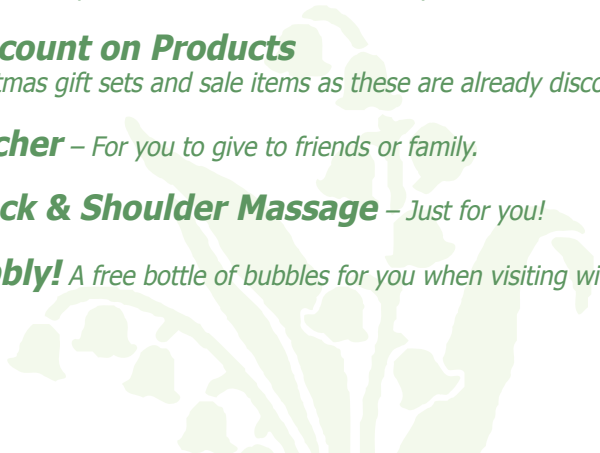 count on Products
tmas gift sets and sale items as these are already disco
cher – For you to give to friends or family.
ck & Shoulder Massage – Just for you!
bly! A free bottle of bubbles for you when visiting wi